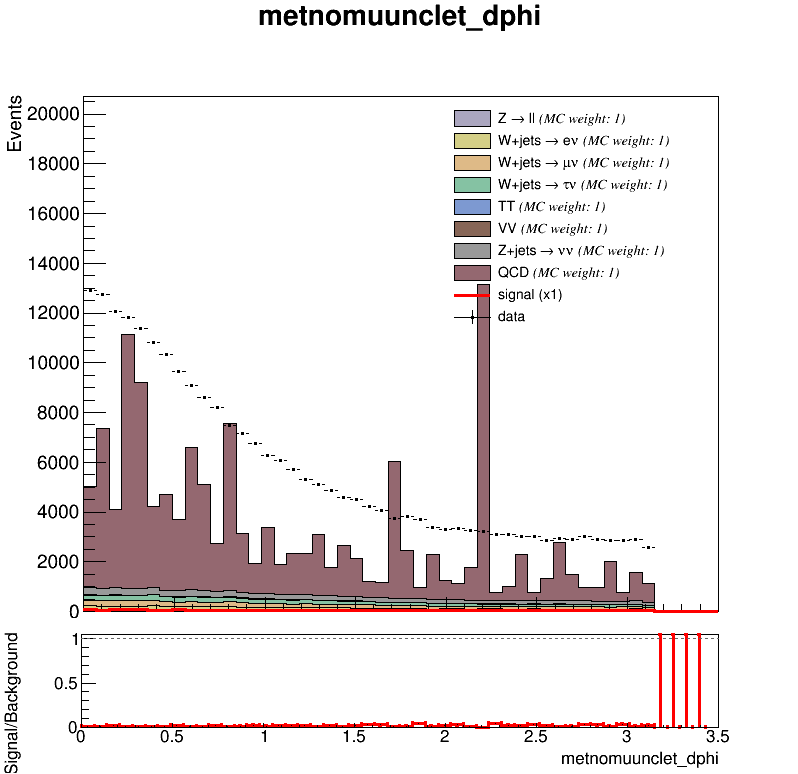 metnomuunclet_dphi
Events
20000
18000
16000
14000
12000
10000
8000
6000
4000
2000
0
Z → ll (MC weight: 1)
W+jets → eν (MC weight: 1)
W+jets → μν (MC weight: 1)
W+jets → τν (MC weight: 1)
TT (MC weight: 1)
VV (MC weight: 1)
Z+jets → νν (MC weight: 1)
QCD (MC weight: 1)
signal (x1)
data
Signal/Background
1
0.5
0
0 0.5 1 1.5 2 2.5 3 3.5
metnomuunclet_dphi